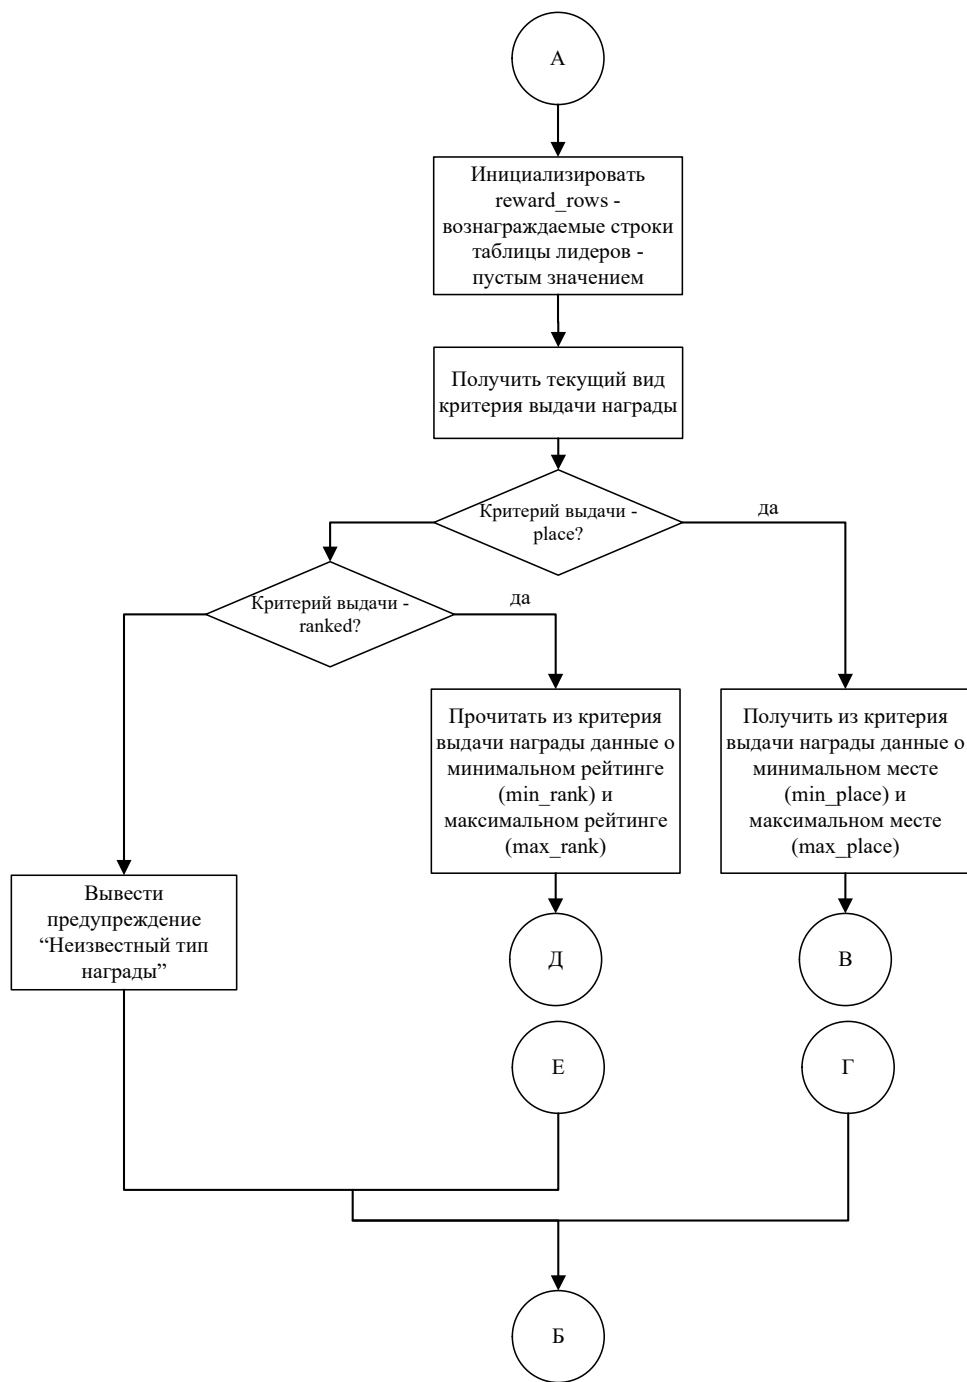 А
Инициализировать
reward_rows -
вознаграждаемые строки
таблицы лидеров -
пустым значением
Получить текущий вид
критерия выдачи награды
Критерий выдачи -
place?
да
Критерий выдачи -
ranked?
да
Прочитать из критерия
выдачи награды данные о
минимальном рейтинге
(min_rank) и
максимальном рейтинге
(max_rank)
Получить из критерия
выдачи награды данные о
минимальном месте
(min_place) и
максимальном месте
(max_place)
Вывести
предупреждение
“Неизвестный тип
награды”
Д
В
Е
Г
Б